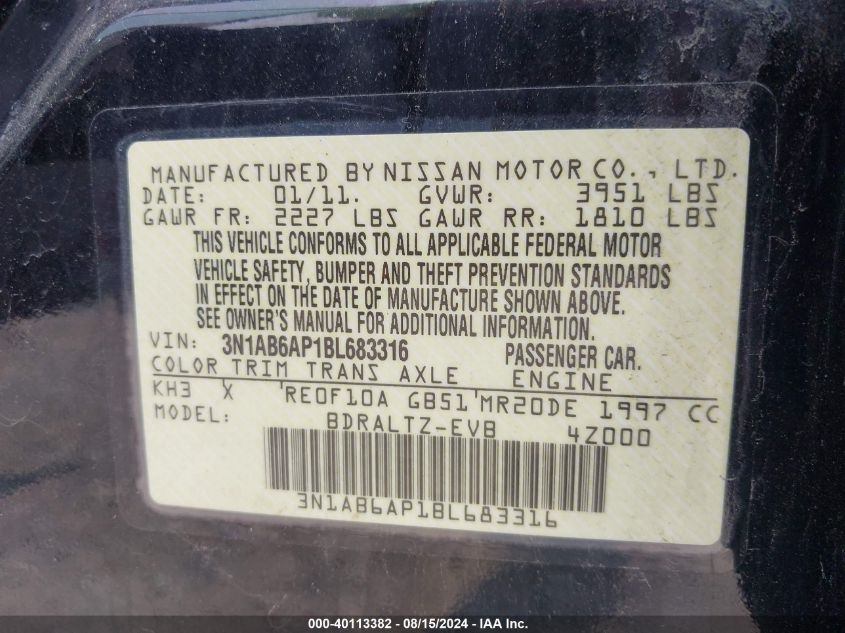 MANUFACTURED BY NISSAN MOTOR CO., LTD.
DATE: 01/11. GVWR: 3951 LBS
GAWR FR: 2227 LBS GAWR RR: 1810 LBS
THIS VEHICLE CONFORMS TO ALL APPLICABLE FEDERAL MOTOR
VEHICLE SAFETY, BUMPER AND THEFT PREVENTION STANDARDS
IN EFFECT ON THE DATE OF MANUFACTURE SHOWN ABOVE.
SEE OWNER'S MANUAL FOR ADDITIONAL INFORMATION.
VIN: 3N1AB6AP1BL683316 PASSENGER CAR.
COLOR TRIM TRANS AXLE ENGINE
KH3 X 'RE0F10A GB51'MR20DE 1997 CC
MODEL: BDRALTZ-EVB 4Z000
3N1AB6AP1BL683316
000-40113382 - 08/15/2024 - IAA Inc.